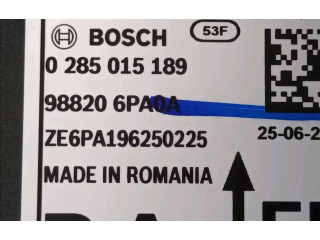 BOSCH 53F
0 285 015 189
98820 6PA0A
ZE6PA196250225
25-06-2
MADE IN ROMANIA